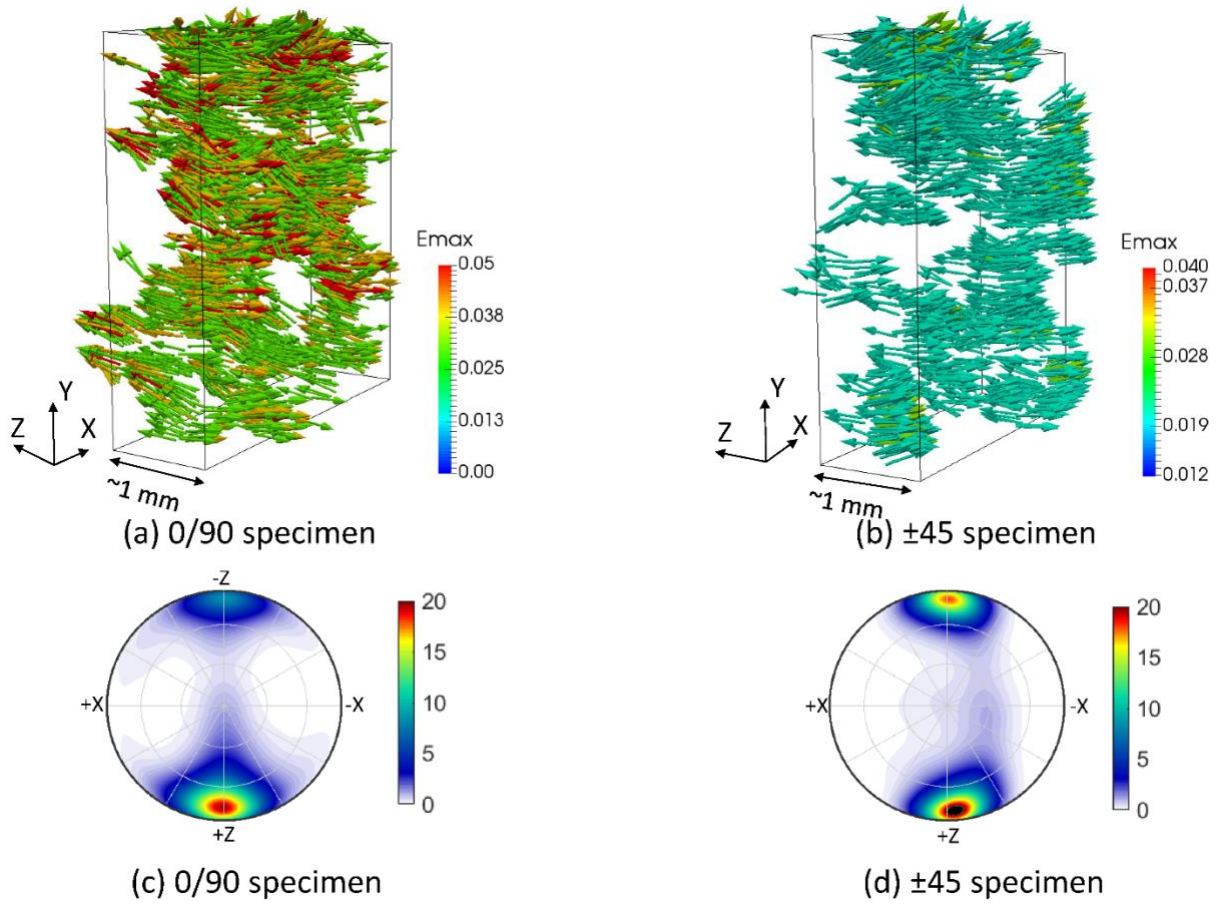 Emax
0.05
0.038
0.025
0.013
0.00
Y
Z
X
~1 mm
(a) 0/90 specimen
Emax
0.040
0.037
0.028
0.019
0.012
Y
Z
X
~1 mm
(b) ±45 specimen
-Z
+X
-X
+Z
20
15
10
5
0
(c) 0/90 specimen
+X
-X
+Z
20
15
10
5
0
(d) ±45 specimen